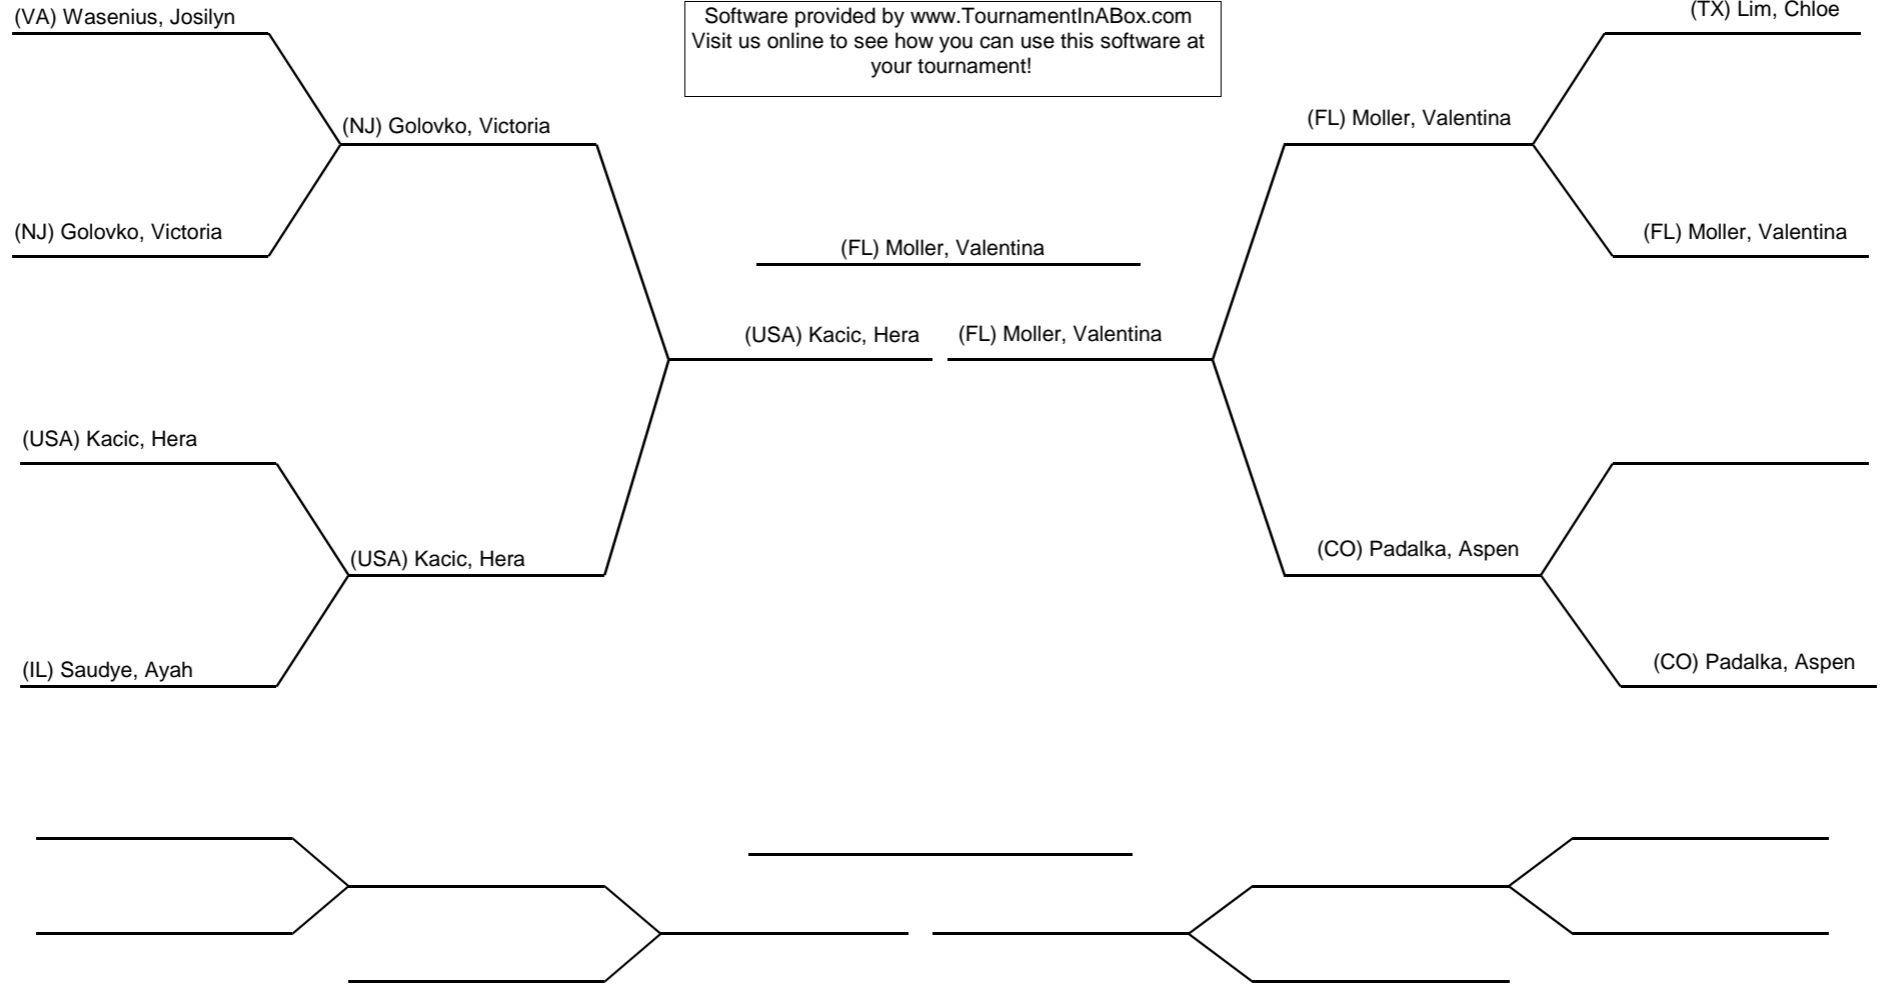 (VA) Wasenius, Josilyn
Software provided by www.TournamentInABox.com
Visit us online to see how you can use this software at
your tournament!
(TX) Lim, Chloe
(NJ) Golovko, Victoria
(FL) Moller, Valentina
(NJ) Golovko, Victoria
(FL) Moller, Valentina
(FL) Moller, Valentina
(USA) Kacic, Hera
(FL) Moller, Valentina
(USA) Kacic, Hera
(USA) Kacic, Hera
(CO) Padalka, Aspen
(IL) Saudye, Ayah
(CO) Padalka, Aspen